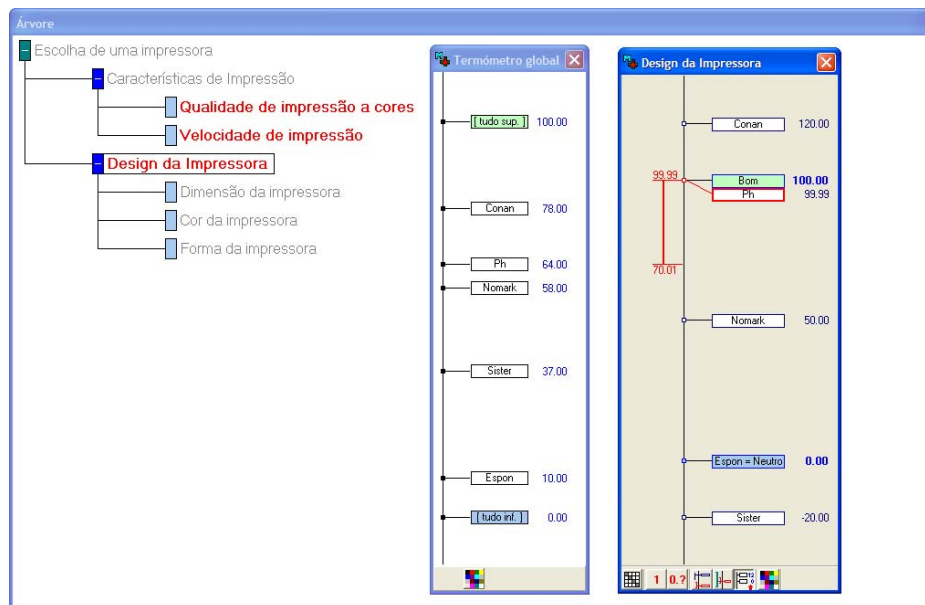 Árvore
Escolha de uma impressora
Características de Impressão
Qualidade de impressão a cores
Velocidade de impressão
Design da Impressora
Dimensão da impressora
Cor da impressora
Forma da impressora
Termómetro global
[ tudo sup. ] 100.00
Conan 78.00
Ph 64.00
Nomark 58.00
Sister 37.00
Espon 10.00
[ tudo inf. ] 0.00
Design da Impressora
Conan 120.00
99.99 Bom 100.00
Ph 99.99
70.01
Nomark 50.00
Espon = Neutro 0.00
Sister -20.00
1 0.?